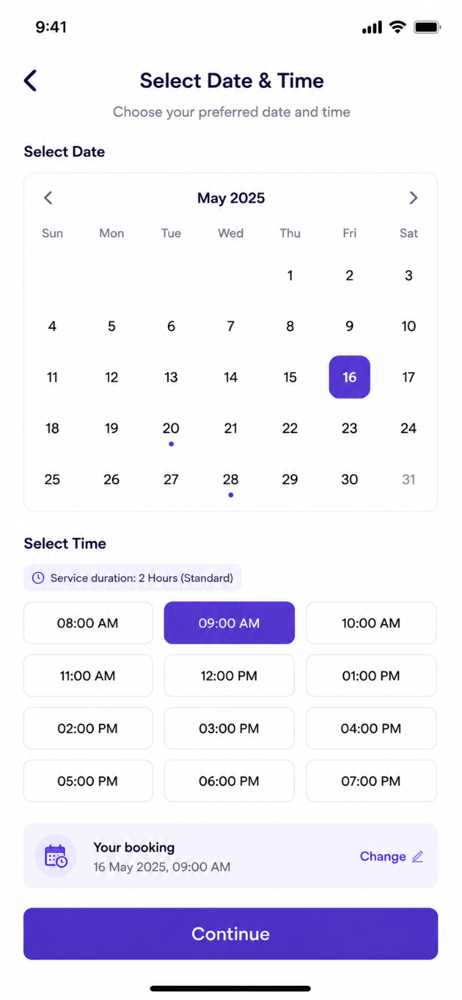 9:41
Select Date & Time
Choose your preferred date and time
Select Date
May 2025
Sun Mon Tue Wed Thu Fri Sat
1 2 3
4 5 6 7 8 9 10
11 12 13 14 15 16 17
18 19 20 21 22 23 24
25 26 27 28 29 30 31
Select Time
Service duration: 2 Hours (Standard)
08:00 AM 09:00 AM 10:00 AM
11:00 AM 12:00 PM 01:00 PM
02:00 PM 03:00 PM 04:00 PM
05:00 PM 06:00 PM 07:00 PM
Your booking
16 May 2025, 09:00 AM
Change
Continue